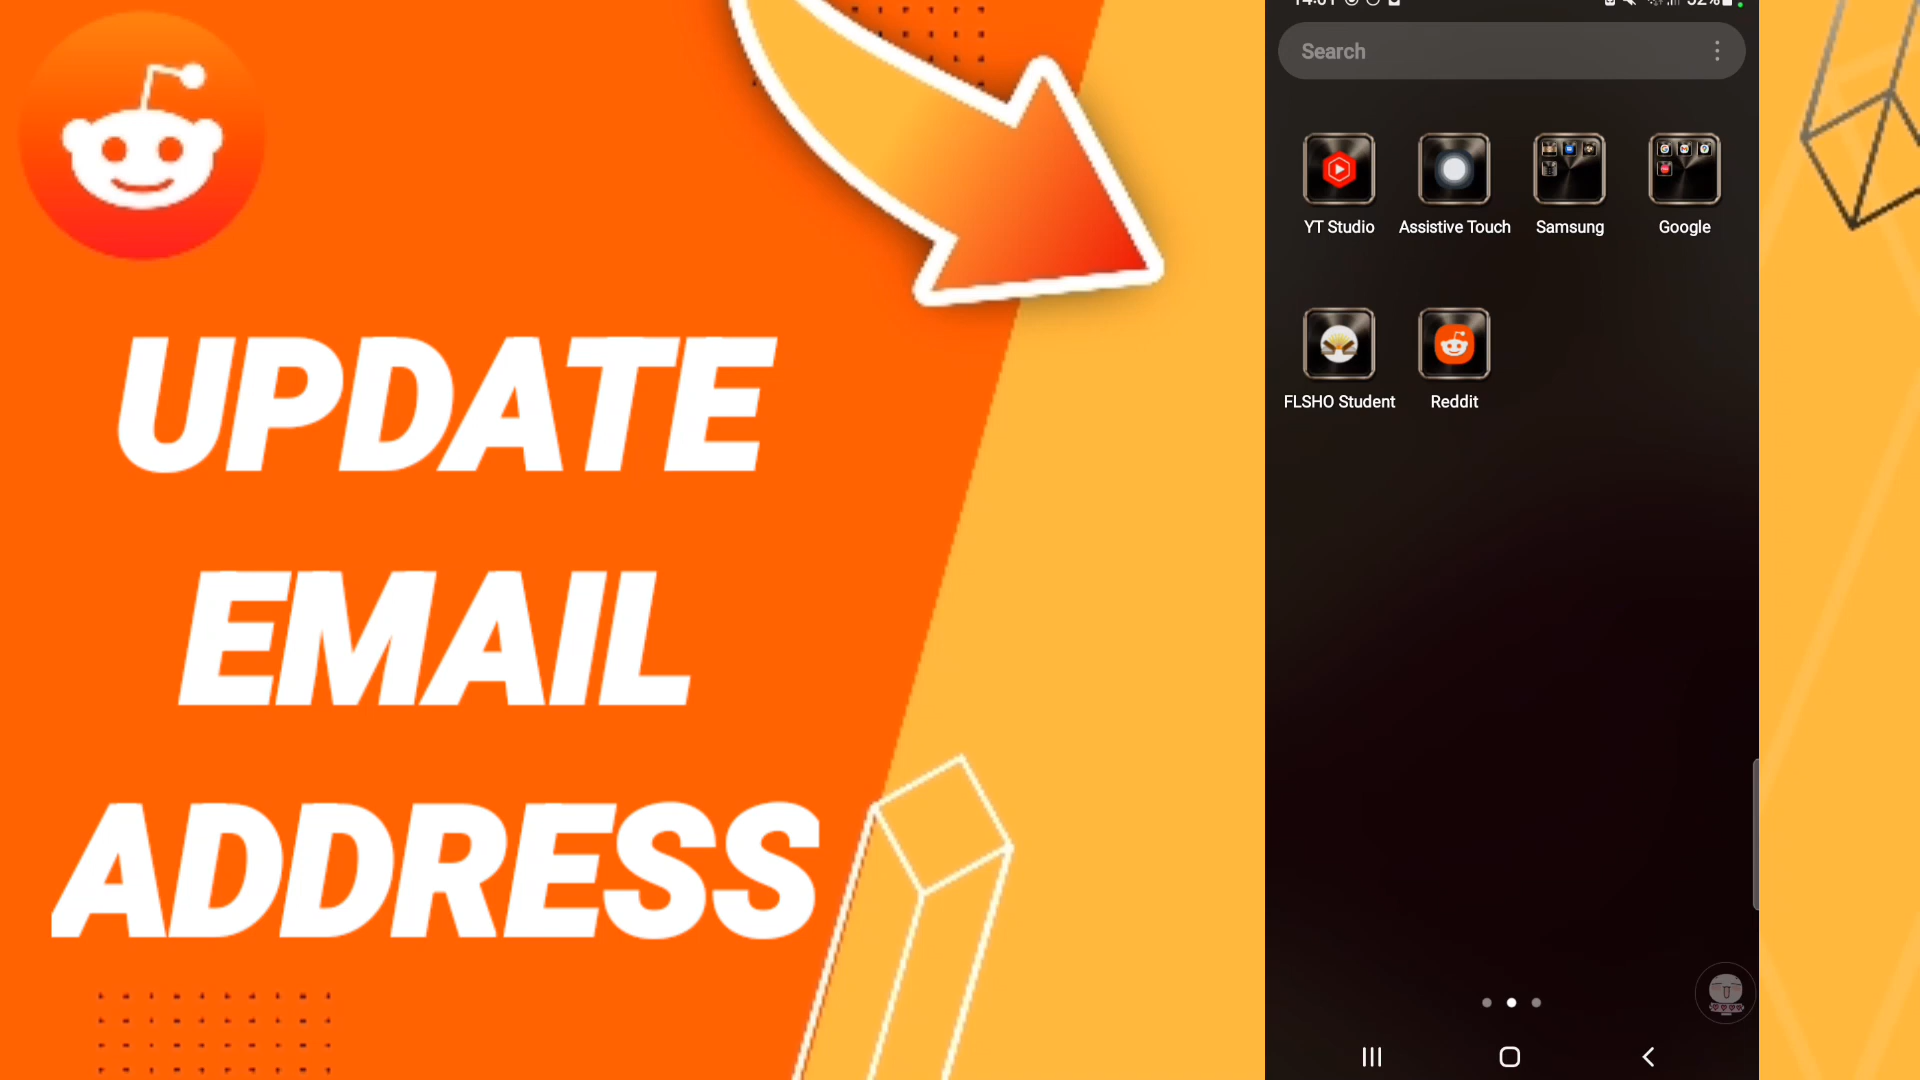 UPDATE
EMAIL
ADDRESS
Search
YT Studio
Assistive Touch
Samsung
Google
FLSHO Student
Reddit